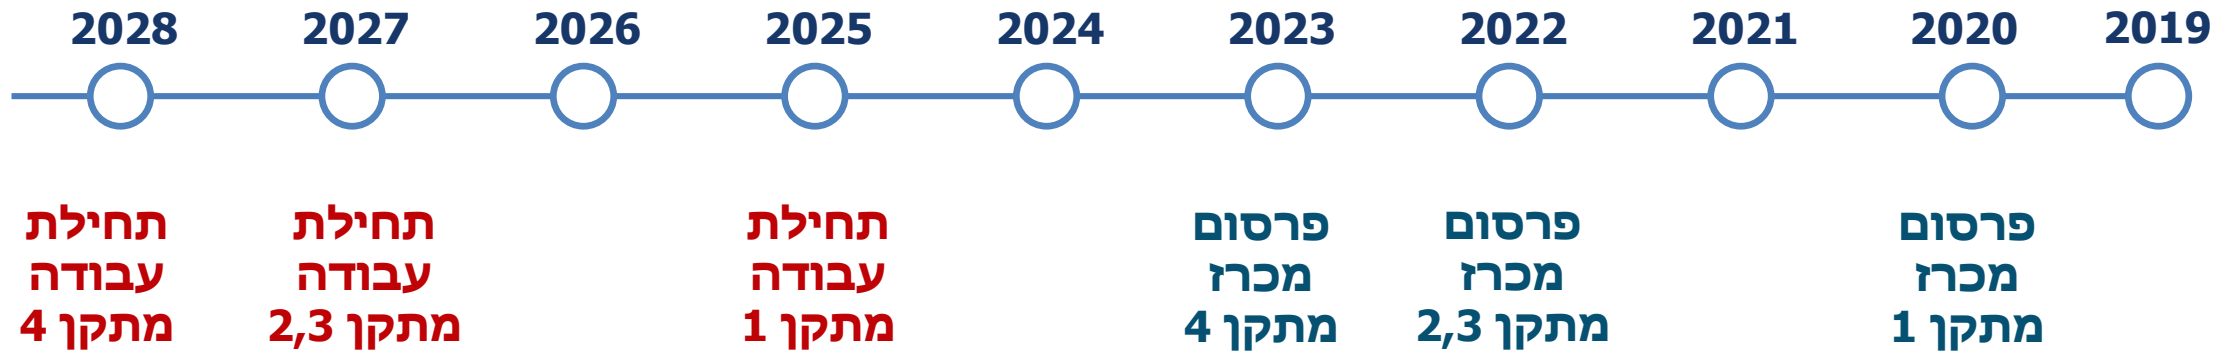 2019 2020 2021 2022 2023 2024 2025 2026 2027 2028
פרסום
מכרז
מתקן 1
פרסום
מכרז
מתקן 2,3
פרסום
מכרז
מתקן 4
תחילת
עבודה
מתקן 1
תחילת
עבודה
מתקן 2,3
תחילת
עבודה
מתקן 4